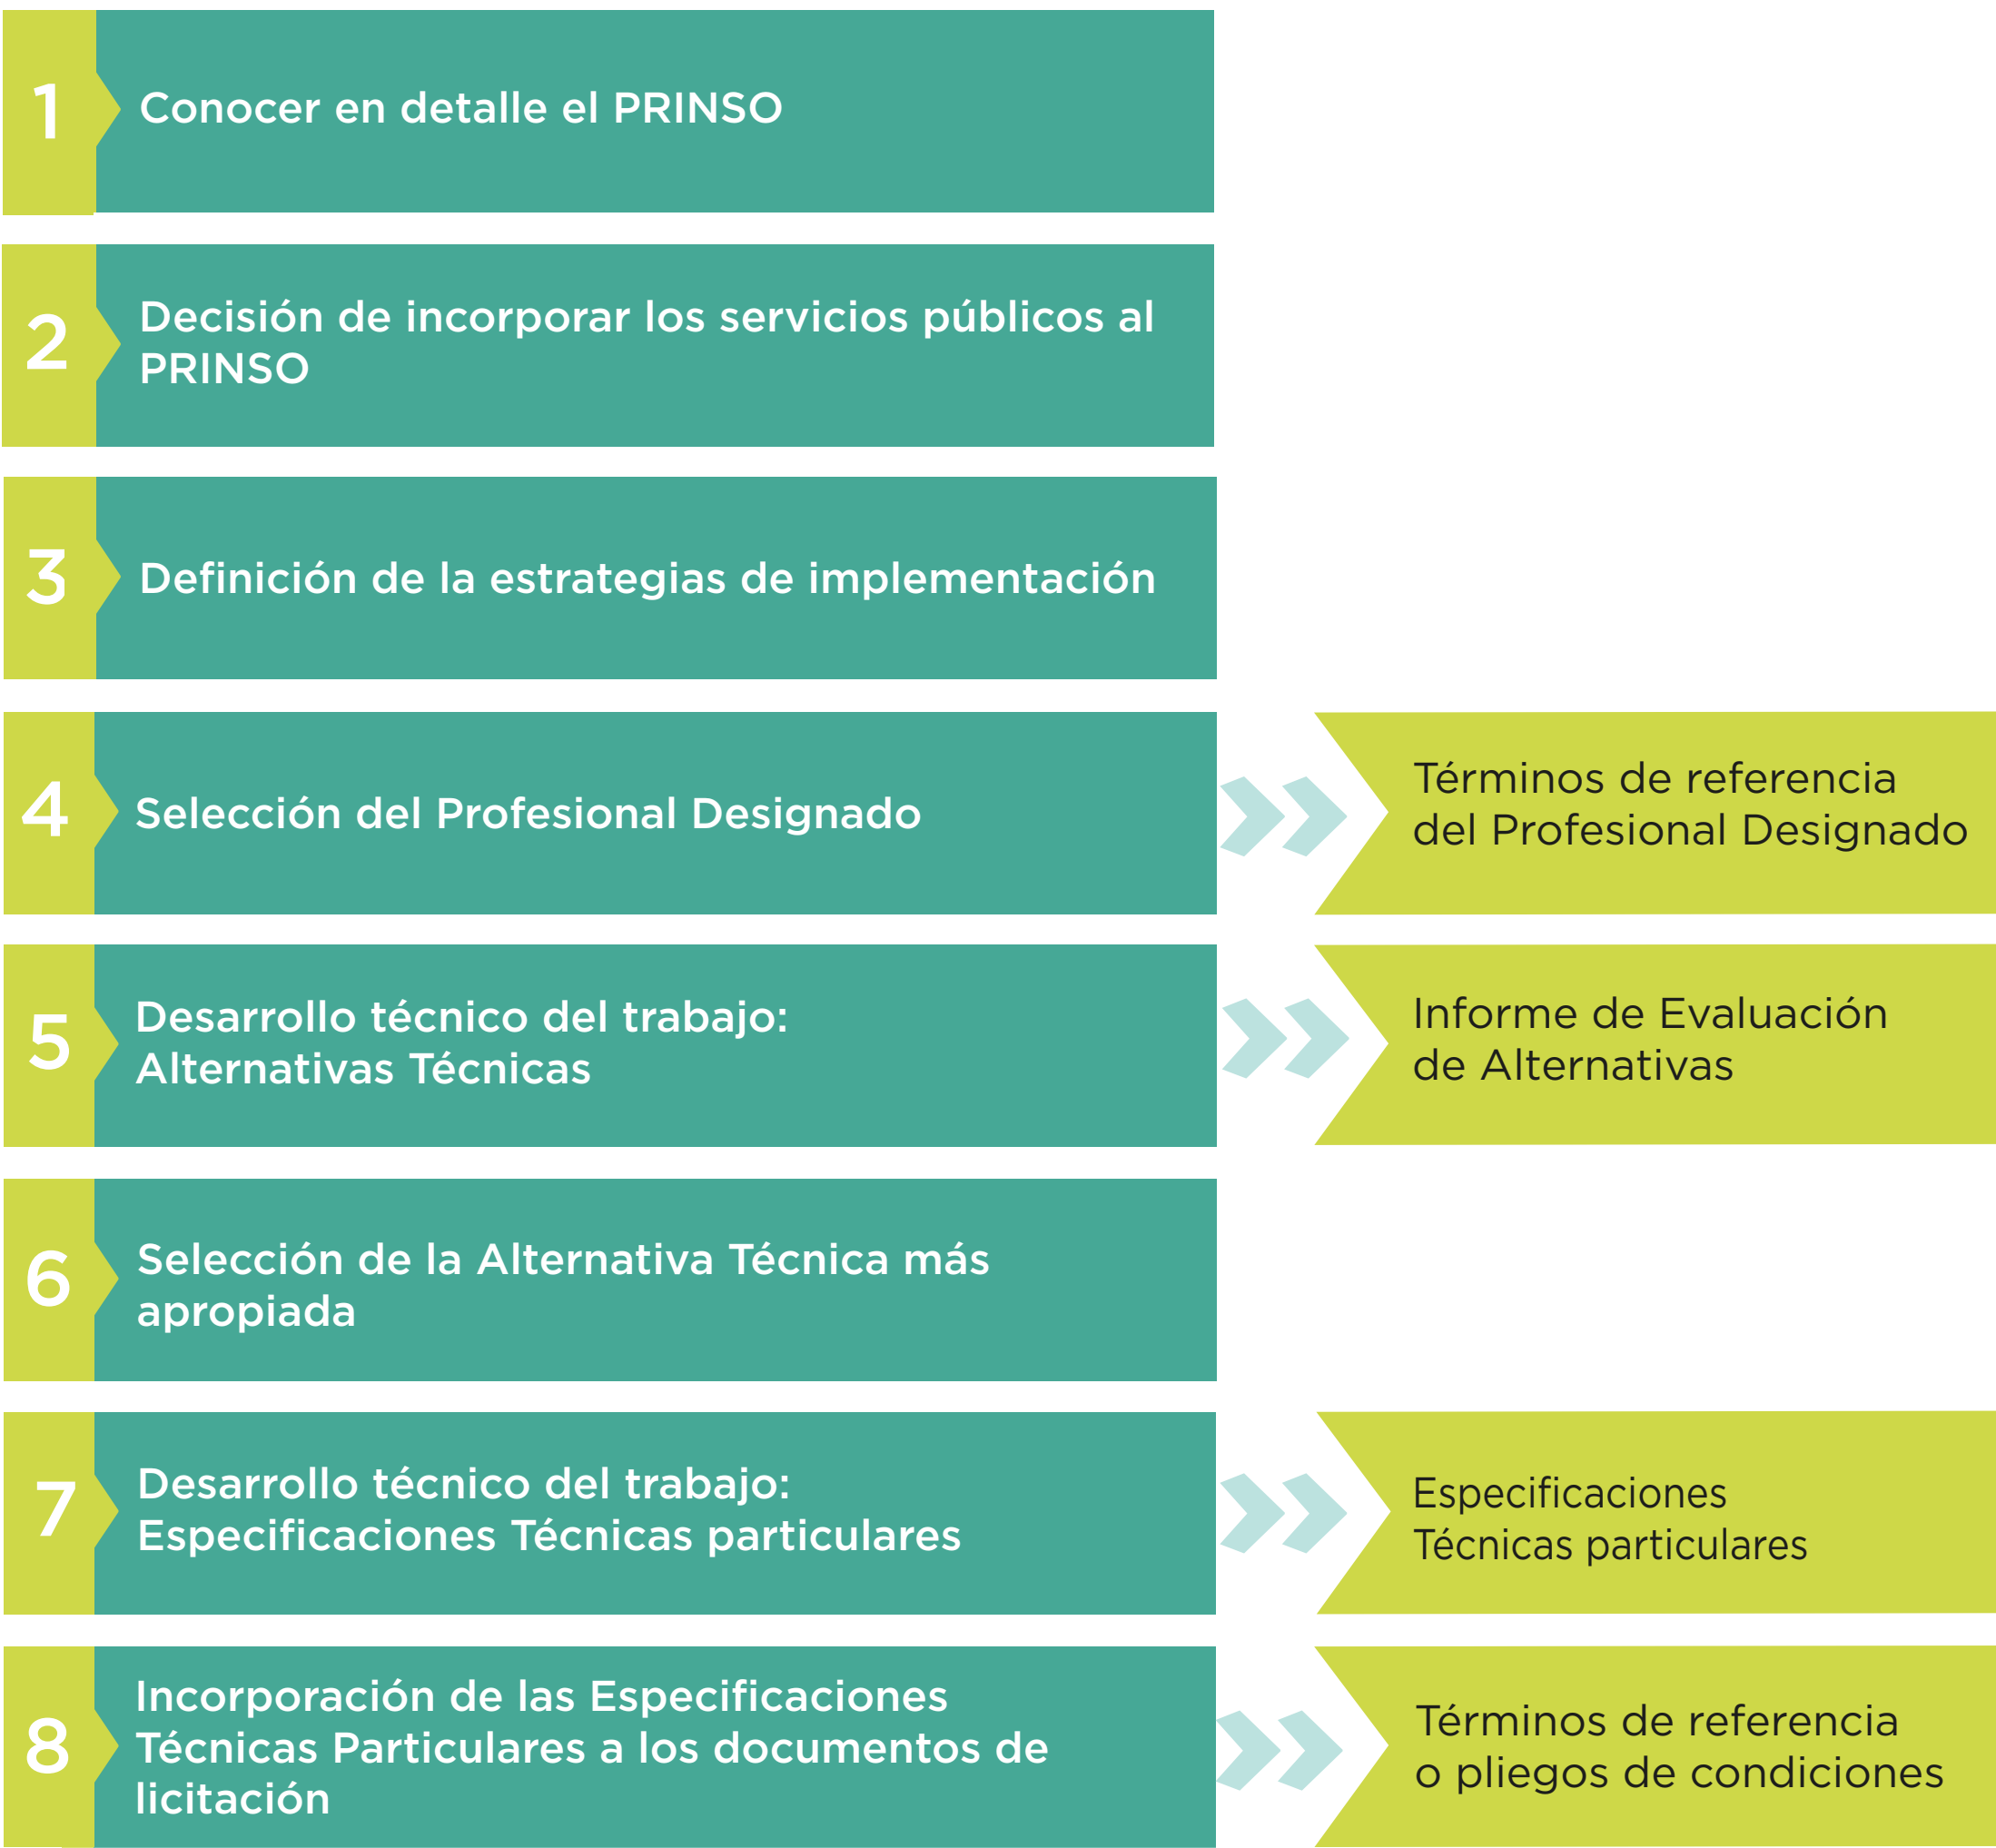 1
Conocer en detalle el PRINSO
2
Decisión de incorporar los servicios públicos al
PRINSO
3
Definición de la estrategias de implementación
4
Selección del Profesional Designado
Términos de referencia
del Profesional Designado
5
Desarrollo técnico del trabajo:
Alternativas Técnicas
Informe de Evaluación
de Alternativas
6
Selección de la Alternativa Técnica más
apropiada
7
Desarrollo técnico del trabajo:
Especificaciones Técnicas particulares
Especificaciones
Técnicas particulares
8
Incorporación de las Especificaciones
Técnicas Particulares a los documentos de
licitación
Términos de referencia
o pliegos de condiciones